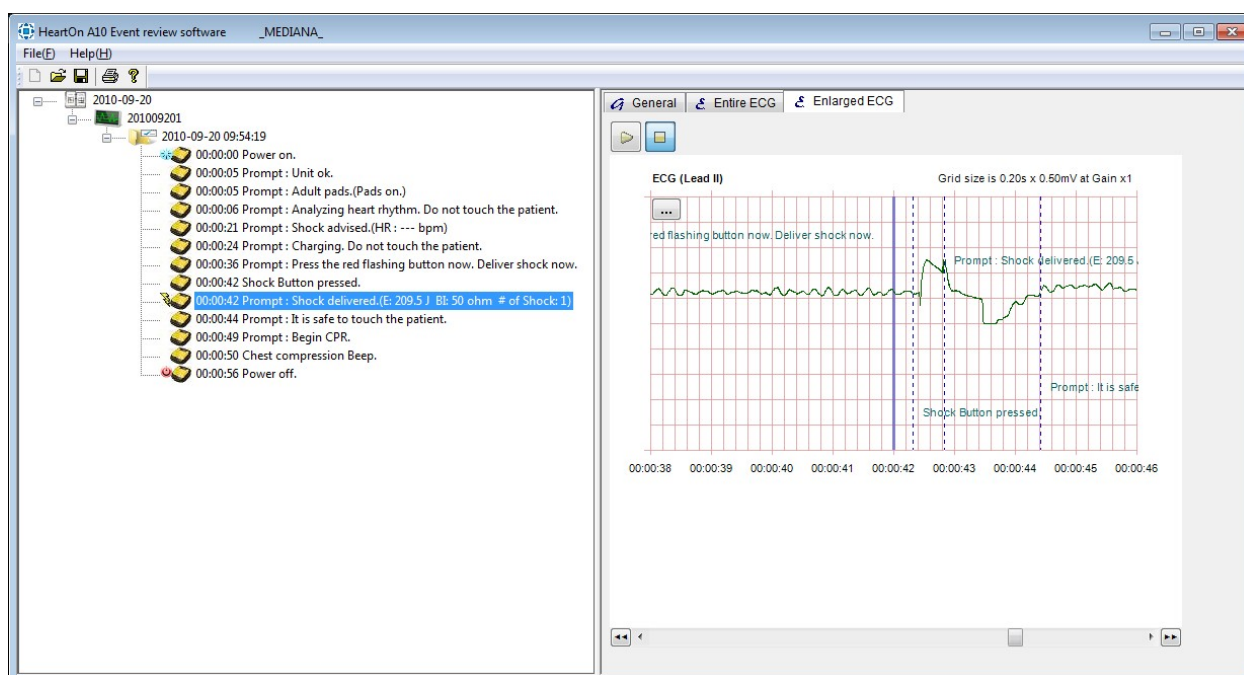 HeartOn A10 Event review software _MEDIANA_
File(F) Help(H)
2010-09-20
201009201
2010-09-20 09:54:19
00:00:00 Power on.
00:00:05 Prompt : Unit ok.
00:00:05 Prompt : Adult pads.(Pads on.)
00:00:06 Prompt : Analyzing heart rhythm. Do not touch the patient.
00:00:21 Prompt : Shock advised.(HR : --- bpm)
00:00:24 Prompt : Charging. Do not touch the patient.
00:00:36 Prompt : Press the red flashing button now. Deliver shock now.
00:00:42 Shock Button pressed.
00:00:42 Prompt : Shock delivered.(E: 209.5 J BI: 50 ohm # of Shock: 1)
00:00:44 Prompt : It is safe to touch the patient.
00:00:49 Prompt : Begin CPR.
00:00:50 Chest compression Beep.
00:00:56 Power off.
General Entire ECG Enlarged ECG
ECG (Lead II) Grid size is 0.20s x 0.50mV at Gain x1
...
red flashing button now. Deliver shock now.
Prompt : Shock delivered.(E: 209.5
Prompt : It is safe
Shock Button pressed
00:00:38 00:00:39 00:00:40 00:00:41 00:00:42 00:00:43 00:00:44 00:00:45 00:00:46